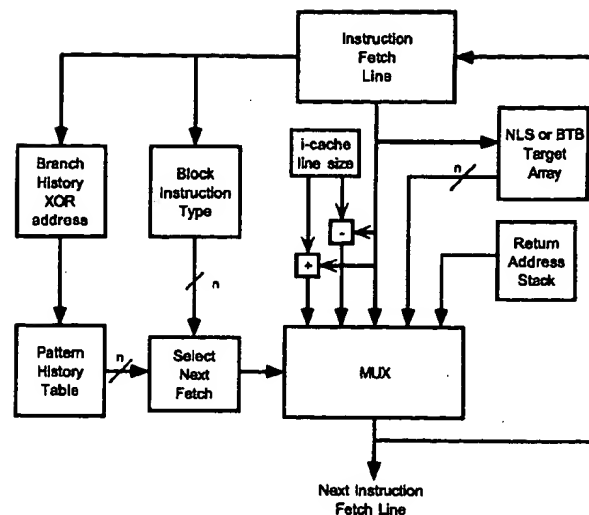 Instruction
Fetch
Line
Branch
History
XOR
address
Block
Instruction
Type
i-cache
line size
NLS or BTB
Target
Array
n
-
+
n
Return
Address
Stack
Pattern
History
Table
n
Select
Next
Fetch
MUX
Next Instruction
Fetch Line